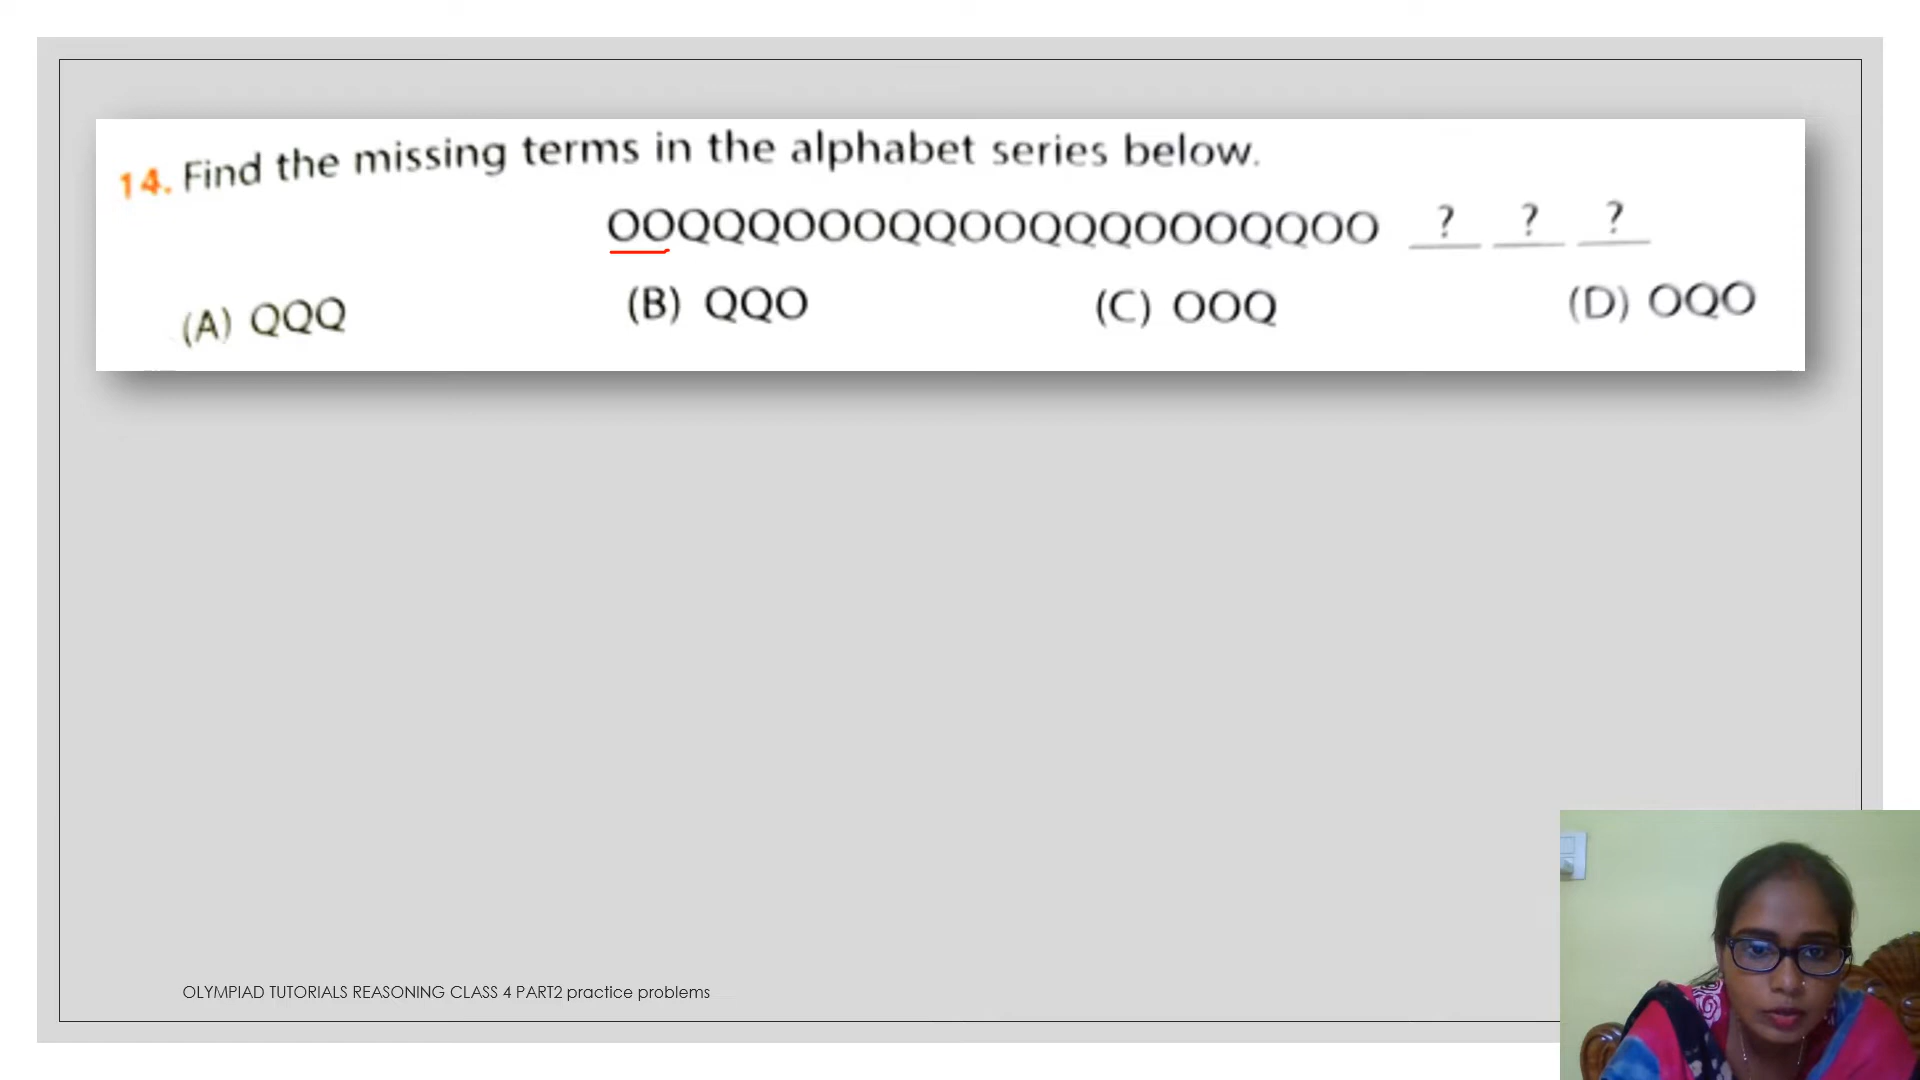 14. Find the missing terms in the alphabet series below.
OOQQQOOOQQOOQQQOOOQQOO ? ? ?
(A) QQQ (B) QQO (C) OOQ (D) OQO
OLYMPIAD TUTORIALS REASONING CLASS 4 PART2 practice problems